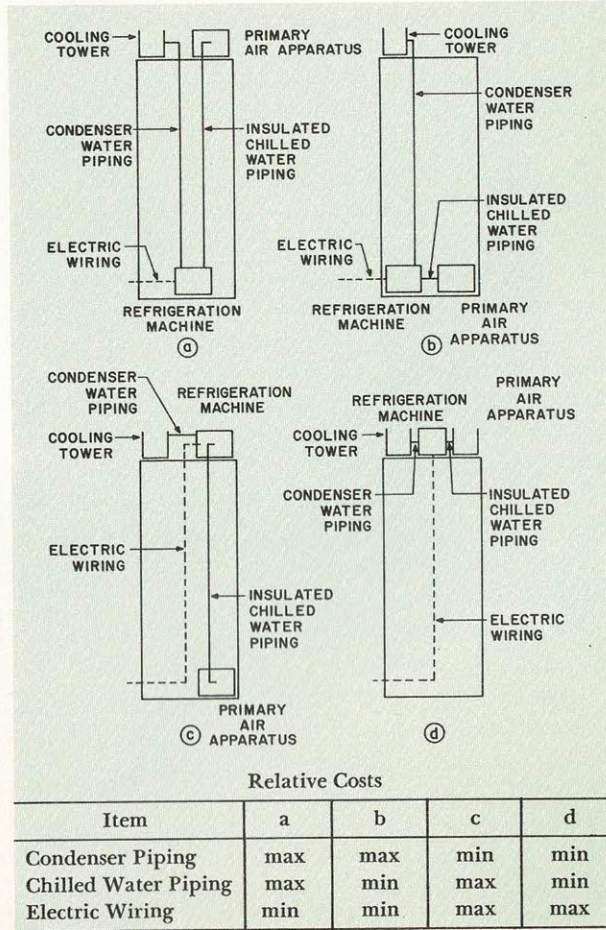 COOLING
TOWER
PRIMARY
AIR APPARATUS
CONDENSER
WATER
PIPING
INSULATED
CHILLED
WATER
PIPING
ELECTRIC
WIRING
REFRIGERATION
MACHINE
a
COOLING
TOWER
CONDENSER
WATER
PIPING
INSULATED
CHILLED
WATER
PIPING
ELECTRIC
WIRING
REFRIGERATION
MACHINE
PRIMARY
AIR
APPARATUS
b
CONDENSER
WATER
PIPING
REFRIGERATION
MACHINE
COOLING
TOWER
ELECTRIC
WIRING
INSULATED
CHILLED
WATER
PIPING
PRIMARY
AIR
APPARATUS
c
PRIMARY
AIR
APPARATUS
REFRIGERATION
MACHINE
COOLING
TOWER
CONDENSER
WATER
PIPING
INSULATED
CHILLED
WATER
PIPING
ELECTRIC
WIRING
d
Relative Costs
Item a b c d
Condenser Piping max max min min
Chilled Water Piping max min max min
Electric Wiring min min max max